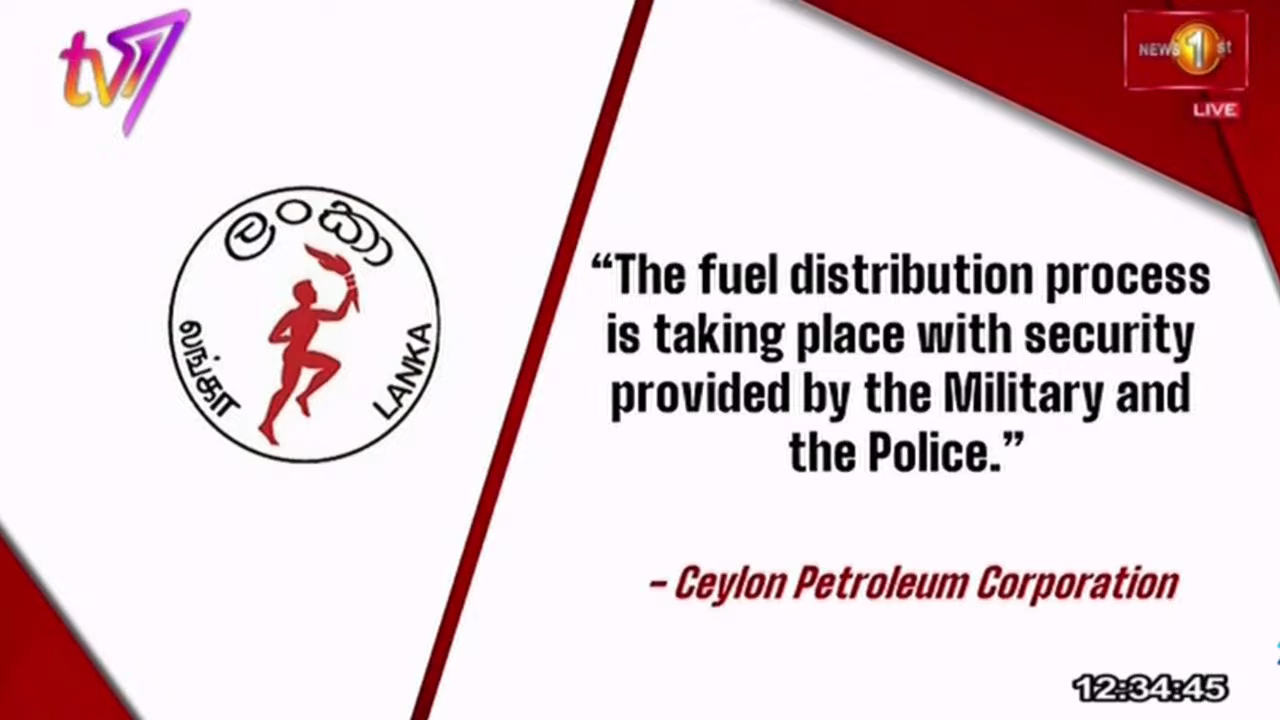 tv1
NEWS 1st
LIVE
ලංකා
லங்கா
LANKA
“The fuel distribution process
is taking place with security
provided by the Military and
the Police.”
- Ceylon Petroleum Corporation
12:34:45